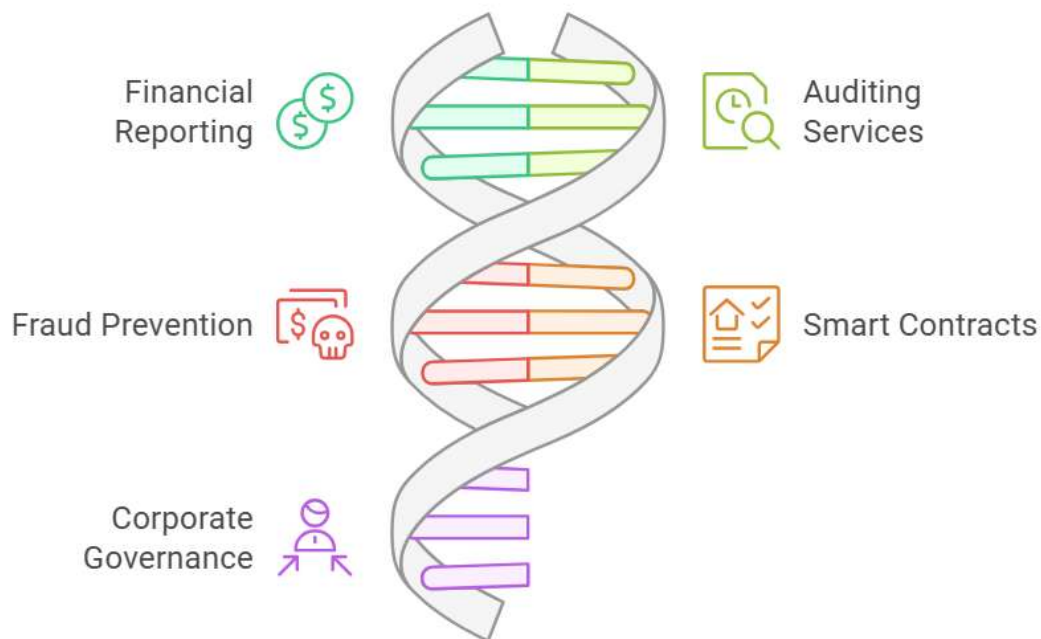 Financial
Reporting
Auditing
Services
Fraud Prevention
Smart Contracts
Corporate
Governance